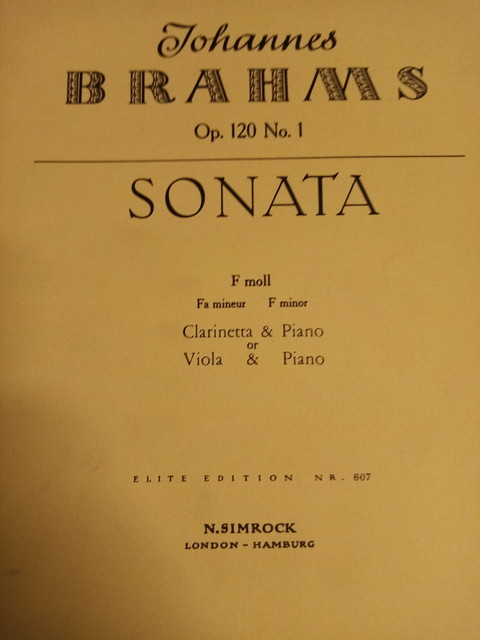 Johannes
BRAHMS
Op. 120 No. 1
SONATA
F moll
Fa mineur F minor
Clarinetta & Piano
or
Viola & Piano
ELITE EDITION NR. 607
N. SIMROCK
LONDON - HAMBURG